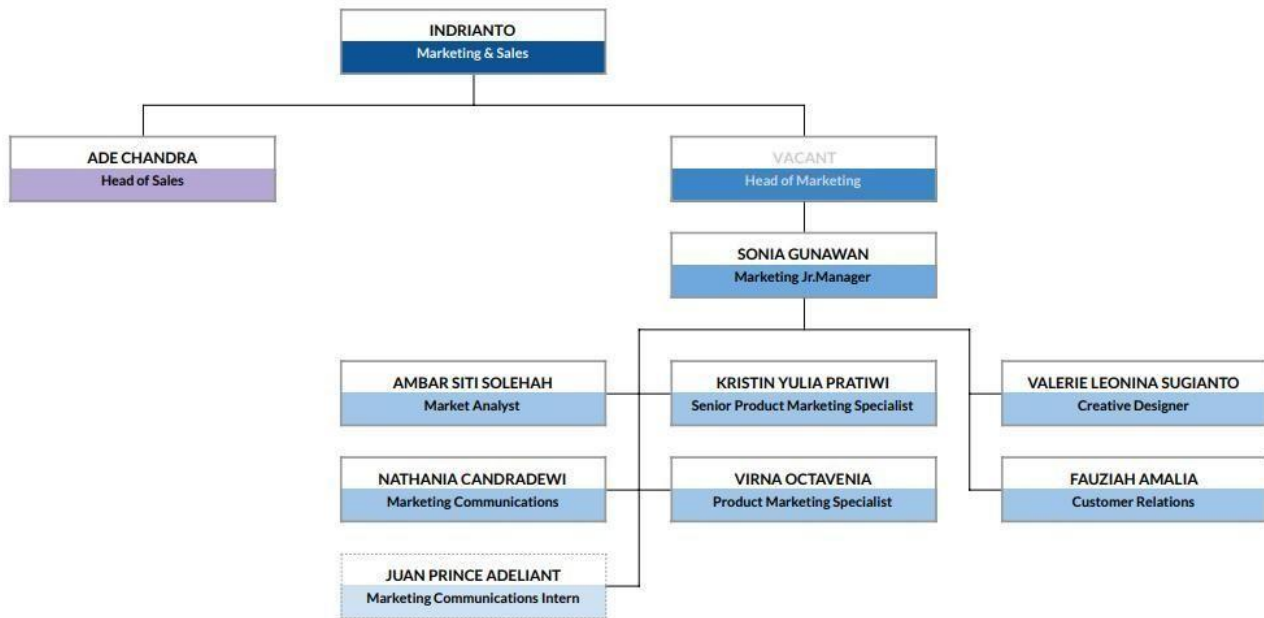 INDRIANTO
Marketing & Sales
ADE CHANDRA
Head of Sales
VACANT
Head of Marketing
SONIA GUNAWAN
Marketing Jr.Manager
AMBAR SITI SOLEHAH
Market Analyst
KRISTIN YULIA PRATIWI
Senior Product Marketing Specialist
VALERIE LEONINA SUGIANTO
Creative Designer
NATHANIA CANDRADEWI
Marketing Communications
VIRNA OCTAVENIA
Product Marketing Specialist
FAUZIAH AMALIA
Customer Relations
JUAN PRINCE ADELIANT
Marketing Communications Intern